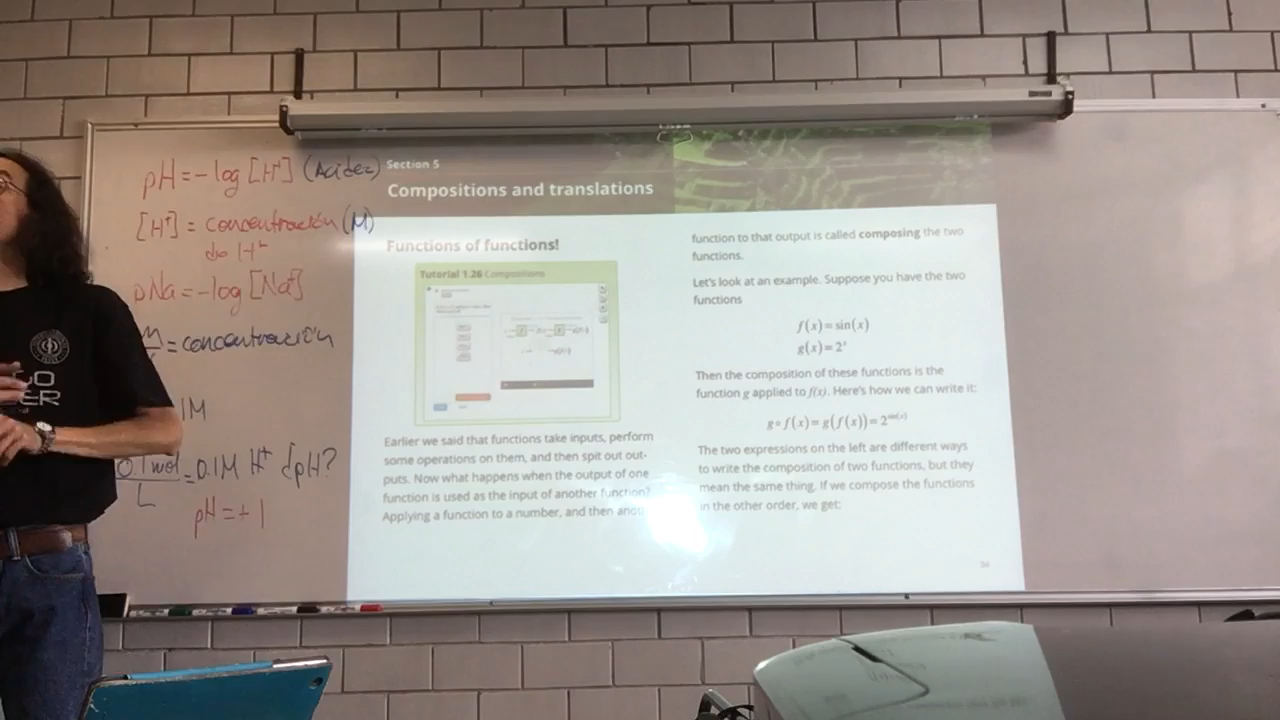 pH = - log [H⁺] (Acidez)
[H⁺] = concentración (M)
de H⁺
pNa = - log [Na⁺]
M = concentración
1M
0.1 mol = 0.1M H⁺ ¿pH?
L
pH = + 1
Section 5
Compositions and translations
Functions of functions!
Tutorial 1.26 Compositions
Earlier we said that functions take inputs, perform
some operations on them, and then spit out out-
puts. Now what happens when the output of one
function is used as the input of another function?
Applying a function to a number, and then
function to that output is called composing the two
functions.
Let's look at an example. Suppose you have the two
functions
f(x)=sin(x)
g(x)=2ˣ
Then the composition of these functions is the
function g applied to f(x). Here's how we can write it:
g∘f(x)=g(f(x))=2^sin(x)
The two expressions on the left are different ways
to write the composition of two functions, but they
mean the same thing. If we compose the functions
in the other order, we get: